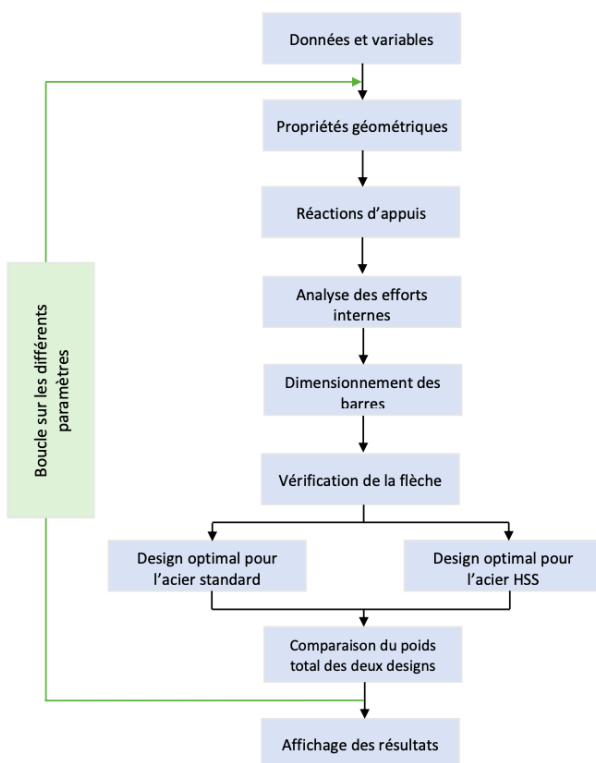 Données et variables
Propriétés géométriques
Réactions d'appuis
Analyse des efforts
internes
Boucle sur les différents
paramètres
Dimensionnement des
barres
Vérification de la flèche
Design optimal pour
l'acier standard
Design optimal pour
l'acier HSS
Comparaison du poids
total des deux designs
Affichage des résultats